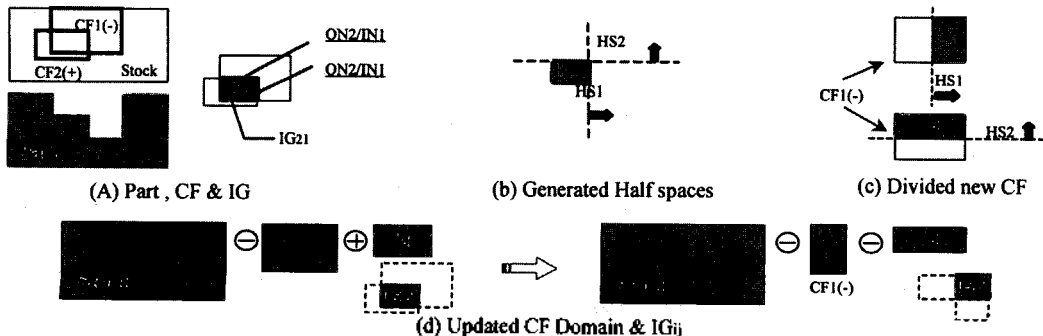 CF1(-)
CF2(+)
Stock
ON2/IN1
ON2/IN1
IG21
(A) Part , CF & IG
HS2
HS1
(b) Generated Half spaces
CF1(-)
HS1
HS2
(c) Divided new CF
CF1(-)
(d) Updated CF Domain & IGij